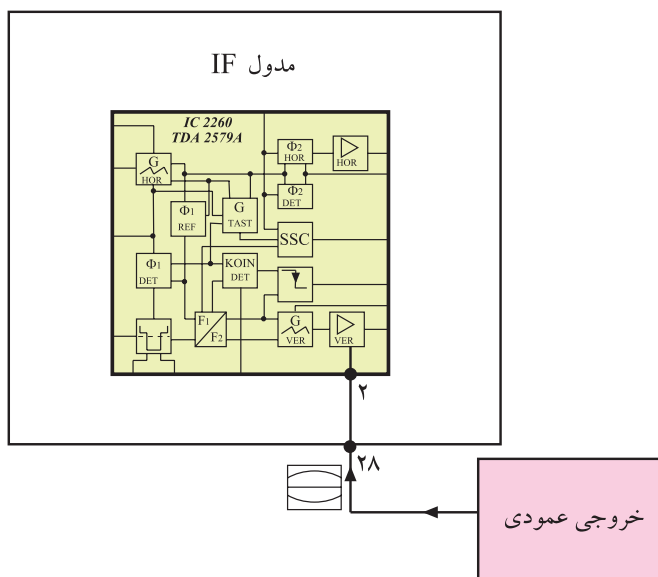 مدول IF
IC 2260
TDA 2579A
G
HOR
Φ1
REF
G
TAST
Φ2
HOR
HOR
Φ2
DET
SSC
Φ1
DET
KOIN
DET
F1
F2
G
VER
VER
۲
۲۸
خروجی عمودی